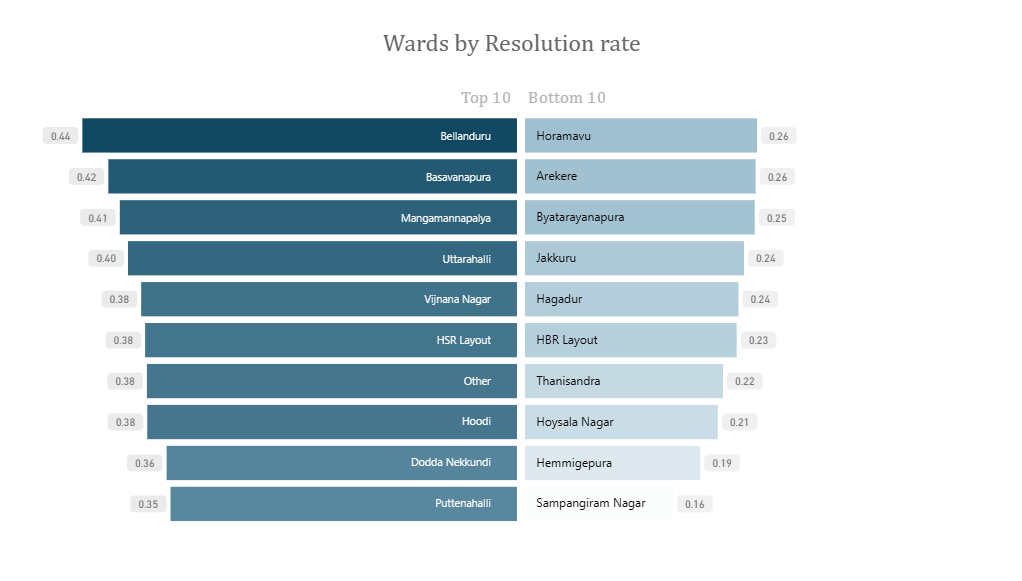 Wards by Resolution rate
Top 10 Bottom 10
0.44 Bellanduru Horamavu 0.26
0.42 Basavanapura Arekere 0.26
0.41 Mangamannapalya Byatarayanapura 0.25
0.40 Uttarahalli Jakkuru 0.24
0.38 Vijnana Nagar Hagadur 0.24
0.38 HSR Layout HBR Layout 0.23
0.38 Other Thanisandra 0.22
0.38 Hoodi Hoysala Nagar 0.21
0.36 Dodda Nekkundi Hemmigepura 0.19
0.35 Puttenahalli Sampangiram Nagar 0.16